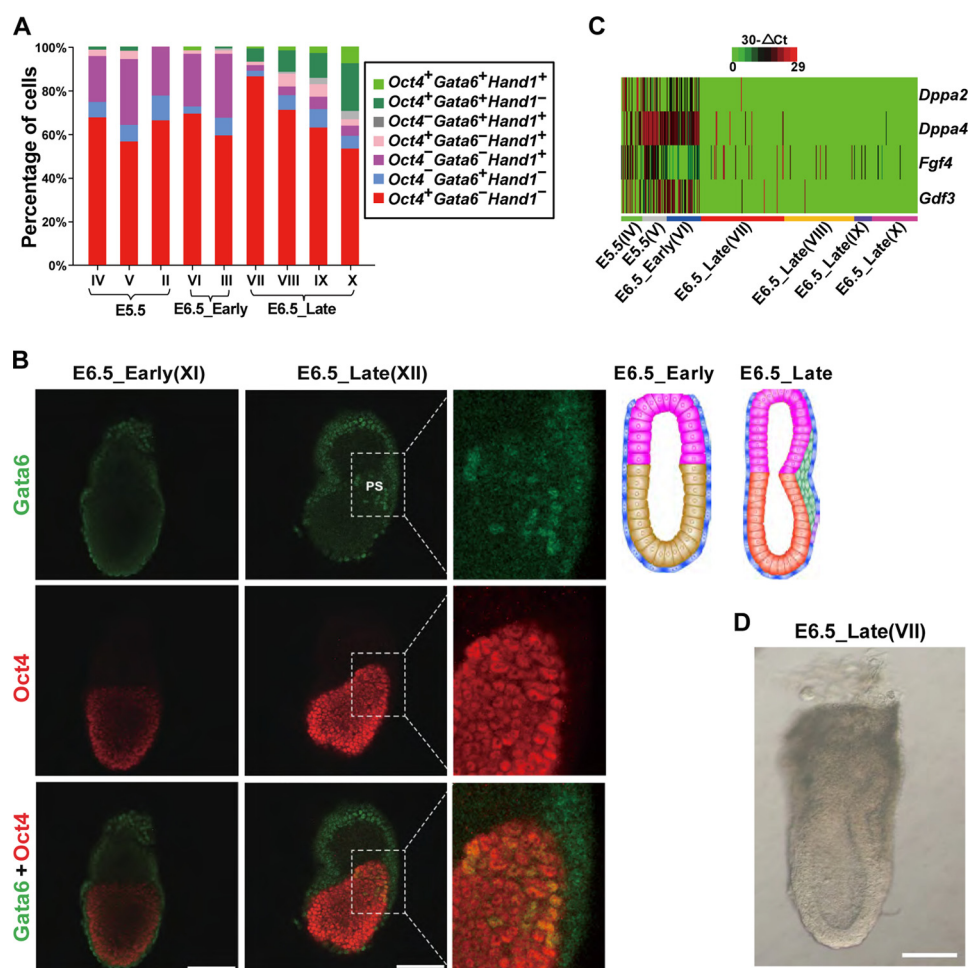 A
Percentage of cells
100%
80%
60%
40%
20%
0%
IV V II VI III VII VIII IX X
E5.5 E6.5_Early E6.5_Late
Oct4+Gata6+Hand1+
Oct4+Gata6+Hand1−
Oct4−Gata6+Hand1+
Oct4+Gata6−Hand1+
Oct4−Gata6−Hand1+
Oct4−Gata6+Hand1−
Oct4+Gata6−Hand1−
C
30-△Ct
0 29
Dppa2
Dppa4
Fgf4
Gdf3
E5.5(IV)
E5.5(V)
E6.5_Early(VI)
E6.5_Late(VII)
E6.5_Late(VIII)
E6.5_Late(IX)
E6.5_Late(X)
B
E6.5_Early(XI) E6.5_Late(XII)
Gata6
PS
Oct4
Gata6+Oct4
E6.5_Early E6.5_Late
D
E6.5_Late(VII)